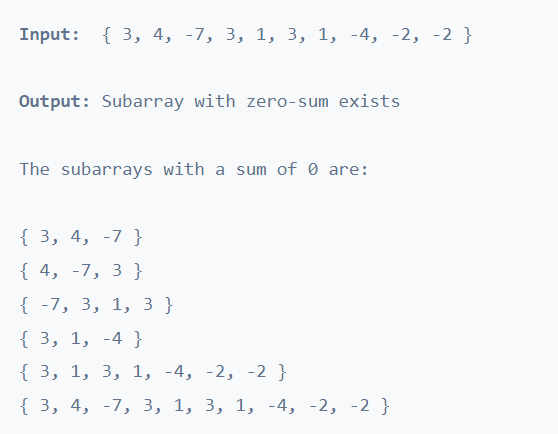 Input: { 3, 4, -7, 3, 1, 3, 1, -4, -2, -2 }
Output: Subarray with zero-sum exists
The subarrays with a sum of 0 are:
{ 3, 4, -7 }
{ 4, -7, 3 }
{ -7, 3, 1, 3 }
{ 3, 1, -4 }
{ 3, 1, 3, 1, -4, -2, -2 }
{ 3, 4, -7, 3, 1, 3, 1, -4, -2, -2 }